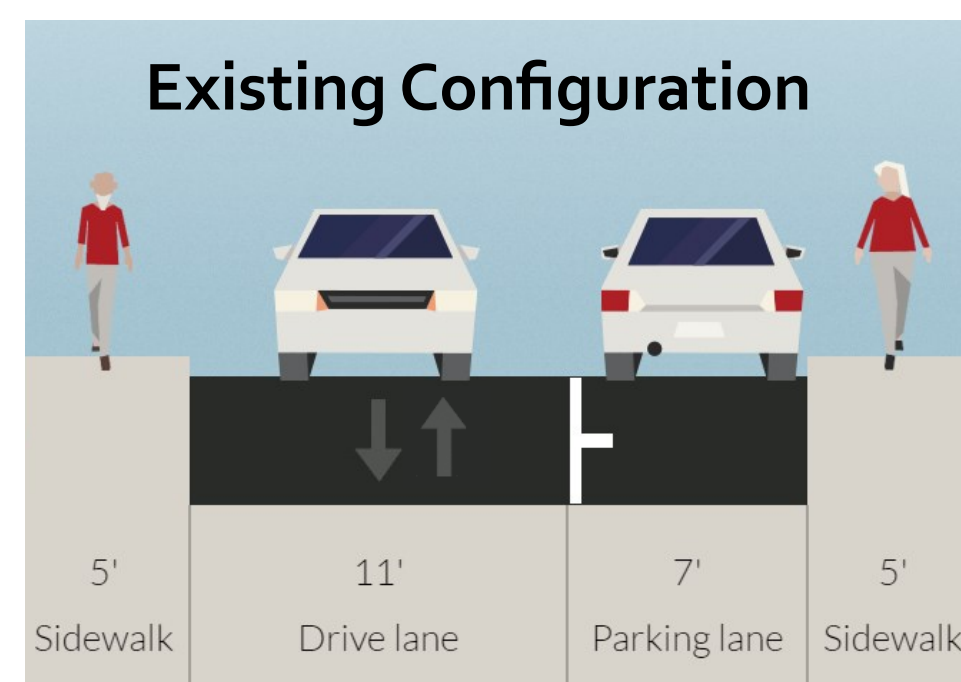 Existing Configuration
5' 11' 7' 5'
Sidewalk Drive lane Parking lane Sidewalk